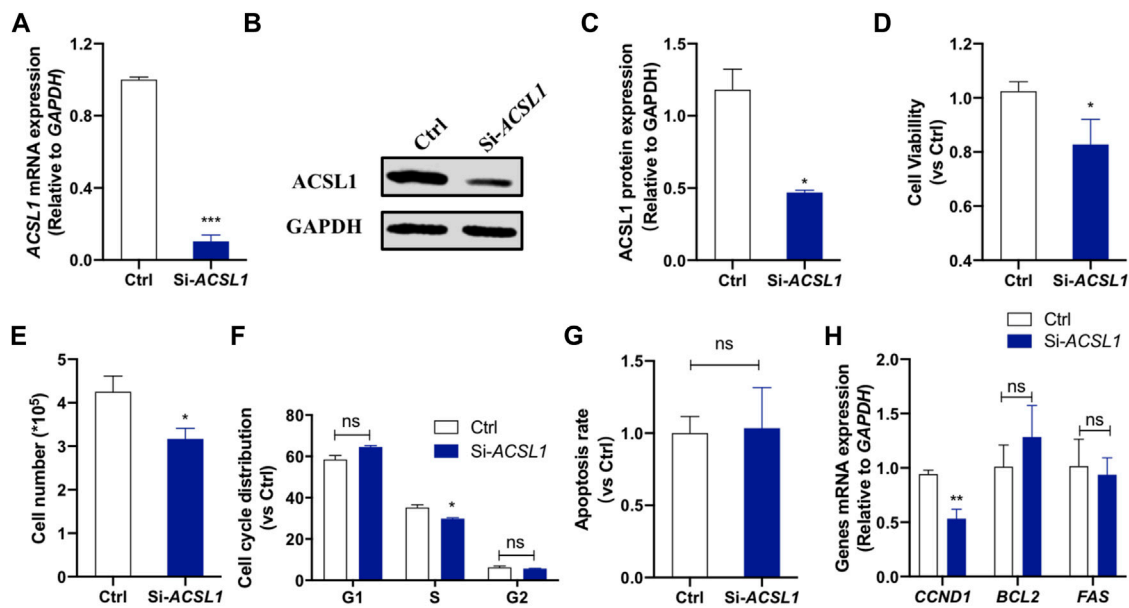 A
ACSL1 mRNA expression
(Relative to GAPDH)
1.2
0.8
0.4
0.0
***
Ctrl
Si-ACSL1
B
Ctrl
Si-ACSL1
ACSL1
GAPDH
C
ACSL1 protein expression
(Relative to GAPDH)
1.5
1.0
0.5
0.0
*
Ctrl
Si-ACSL1
D
Cell Viabillity
(vs Ctrl)
1.2
1.0
0.8
0.6
0.4
*
Ctrl
Si-ACSL1
E
Cell number (*10⁵)
5
4
3
2
1
0
*
Ctrl
Si-ACSL1
F
Cell cycle distribution
(vs Ctrl)
80
60
40
20
0
ns
*
ns
Ctrl
Si-ACSL1
G1
S
G2
G
Apoptosis rate
(vs Ctrl)
1.5
1.0
0.5
0.0
ns
Ctrl
Si-ACSL1
H
Ctrl
Si-ACSL1
Genes mRNA expression
(Relative to GAPDH)
2.0
1.5
1.0
0.5
0.0
**
ns
ns
CCND1
BCL2
FAS